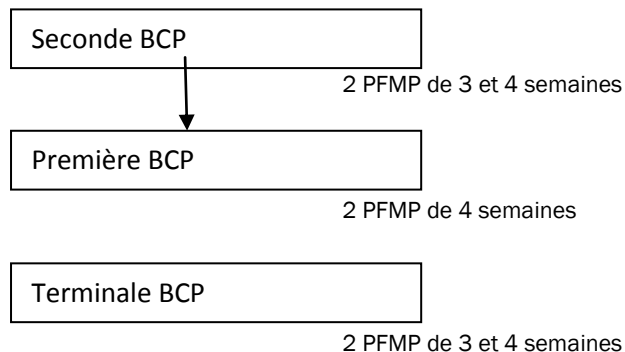 Seconde BCP
2 PFMP de 3 et 4 semaines
Première BCP
2 PFMP de 4 semaines
Terminale BCP
2 PFMP de 3 et 4 semaines